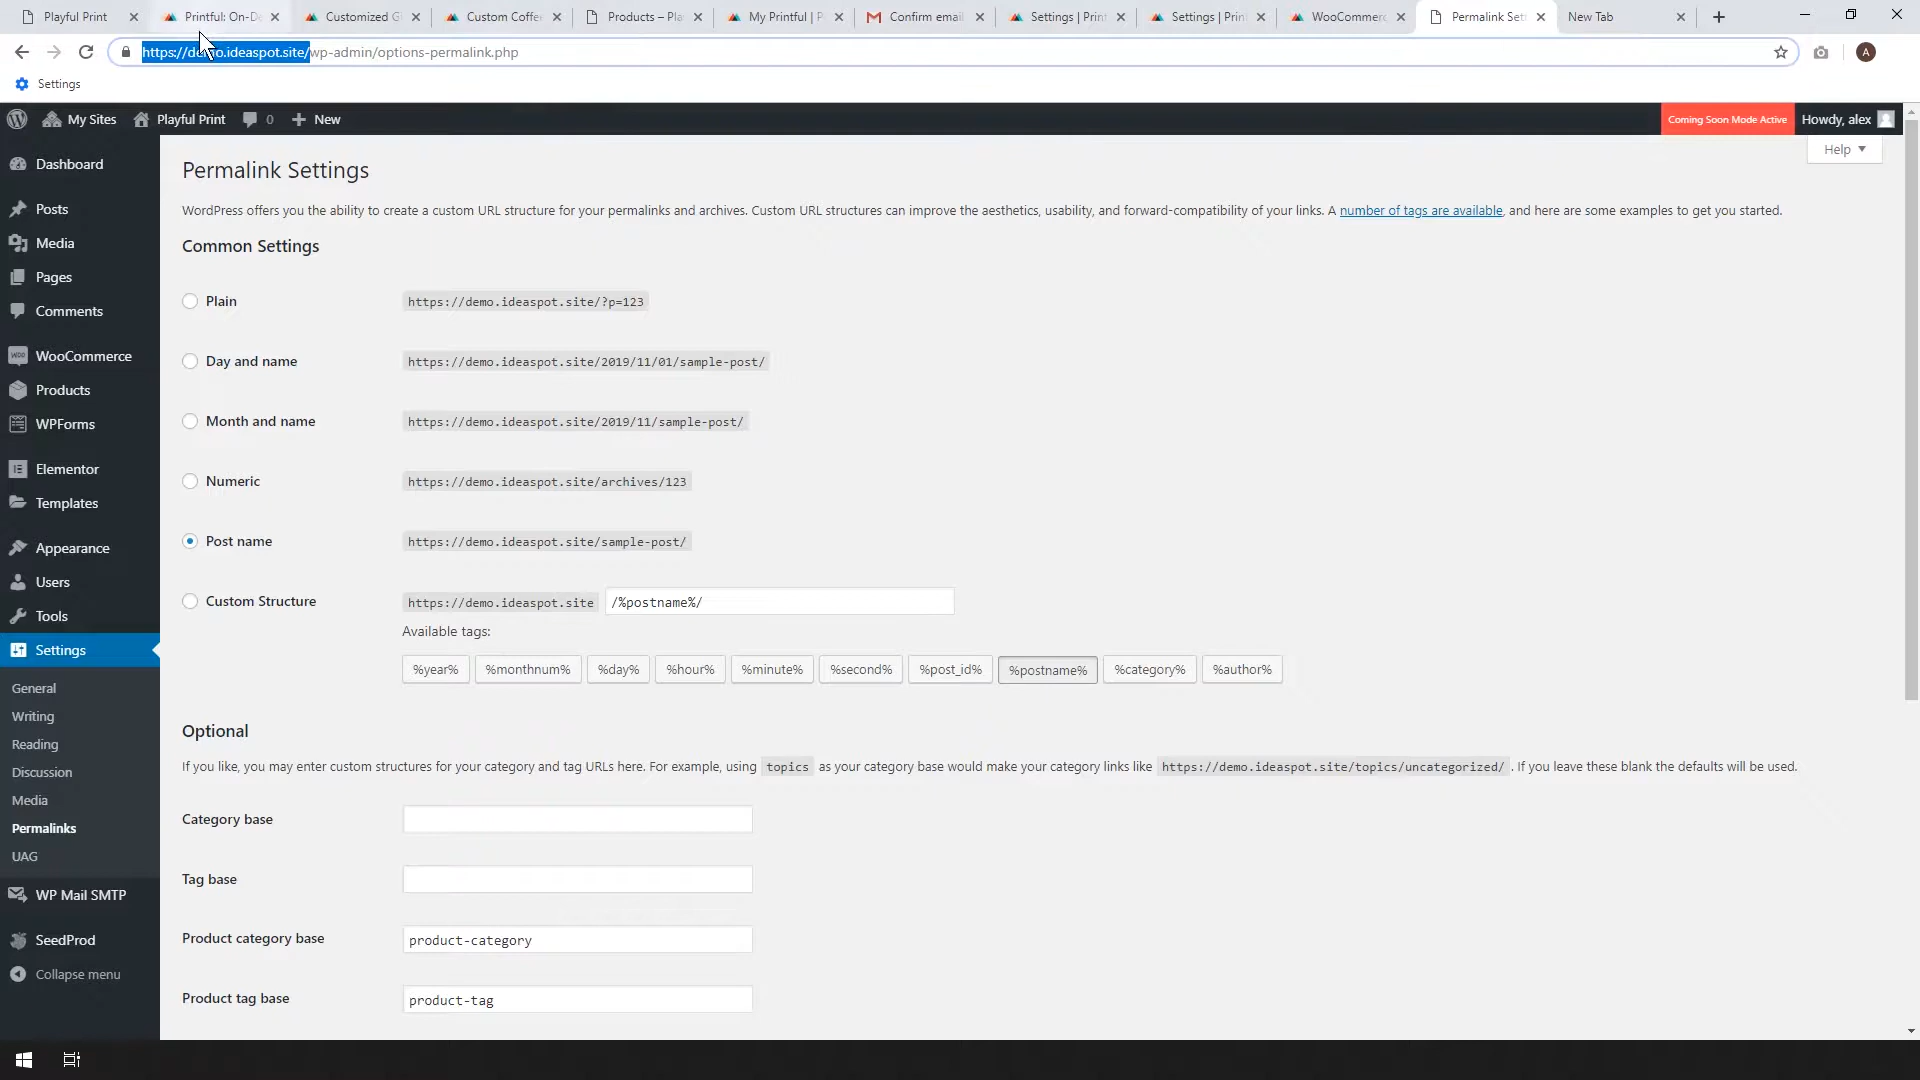 Playful Print
Printful: On-De
Customized G
Custom Coffe
Products – Pla
My Printful | P
Confirm email
Settings | Print
Settings | Prin
WooCommerc
Permalink Set
New Tab
https://demo.ideaspot.site/wp-admin/options-permalink.php
A
Settings
My Sites
Playful Print
0
New
Coming Soon Mode Active
Howdy, alex
Help
Dashboard
Posts
Media
Pages
Comments
WooCommerce
Products
WPForms
Elementor
Templates
Appearance
Users
Tools
Settings
General
Writing
Reading
Discussion
Media
Permalinks
UAG
WP Mail SMTP
SeedProd
Collapse menu
Permalink Settings
WordPress offers you the ability to create a custom URL structure for your permalinks and archives. Custom URL structures can improve the aesthetics, usability, and forward-compatibility of your links. A number of tags are available, and here are some examples to get you started.
Common Settings
Plain https://demo.ideaspot.site/?p=123
Day and name https://demo.ideaspot.site/2019/11/01/sample-post/
Month and name https://demo.ideaspot.site/2019/11/sample-post/
Numeric https://demo.ideaspot.site/archives/123
Post name https://demo.ideaspot.site/sample-post/
Custom Structure https://demo.ideaspot.site /%postname%/
Available tags:
%year% %monthnum% %day% %hour% %minute% %second% %post_id% %postname% %category% %author%
Optional
If you like, you may enter custom structures for your category and tag URLs here. For example, using topics as your category base would make your category links like https://demo.ideaspot.site/topics/uncategorized/ . If you leave these blank the defaults will be used.
Category base
Tag base
Product category base product-category
Product tag base product-tag